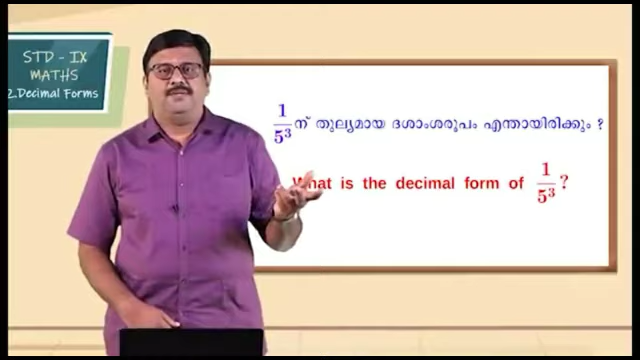 STD - IX
MATHS
2.Decimal Forms
1/5³ ന് തുല്യമായ ദശാംശരൂപം എന്തായിരിക്കും ?
What is the decimal form of 1/5³ ?